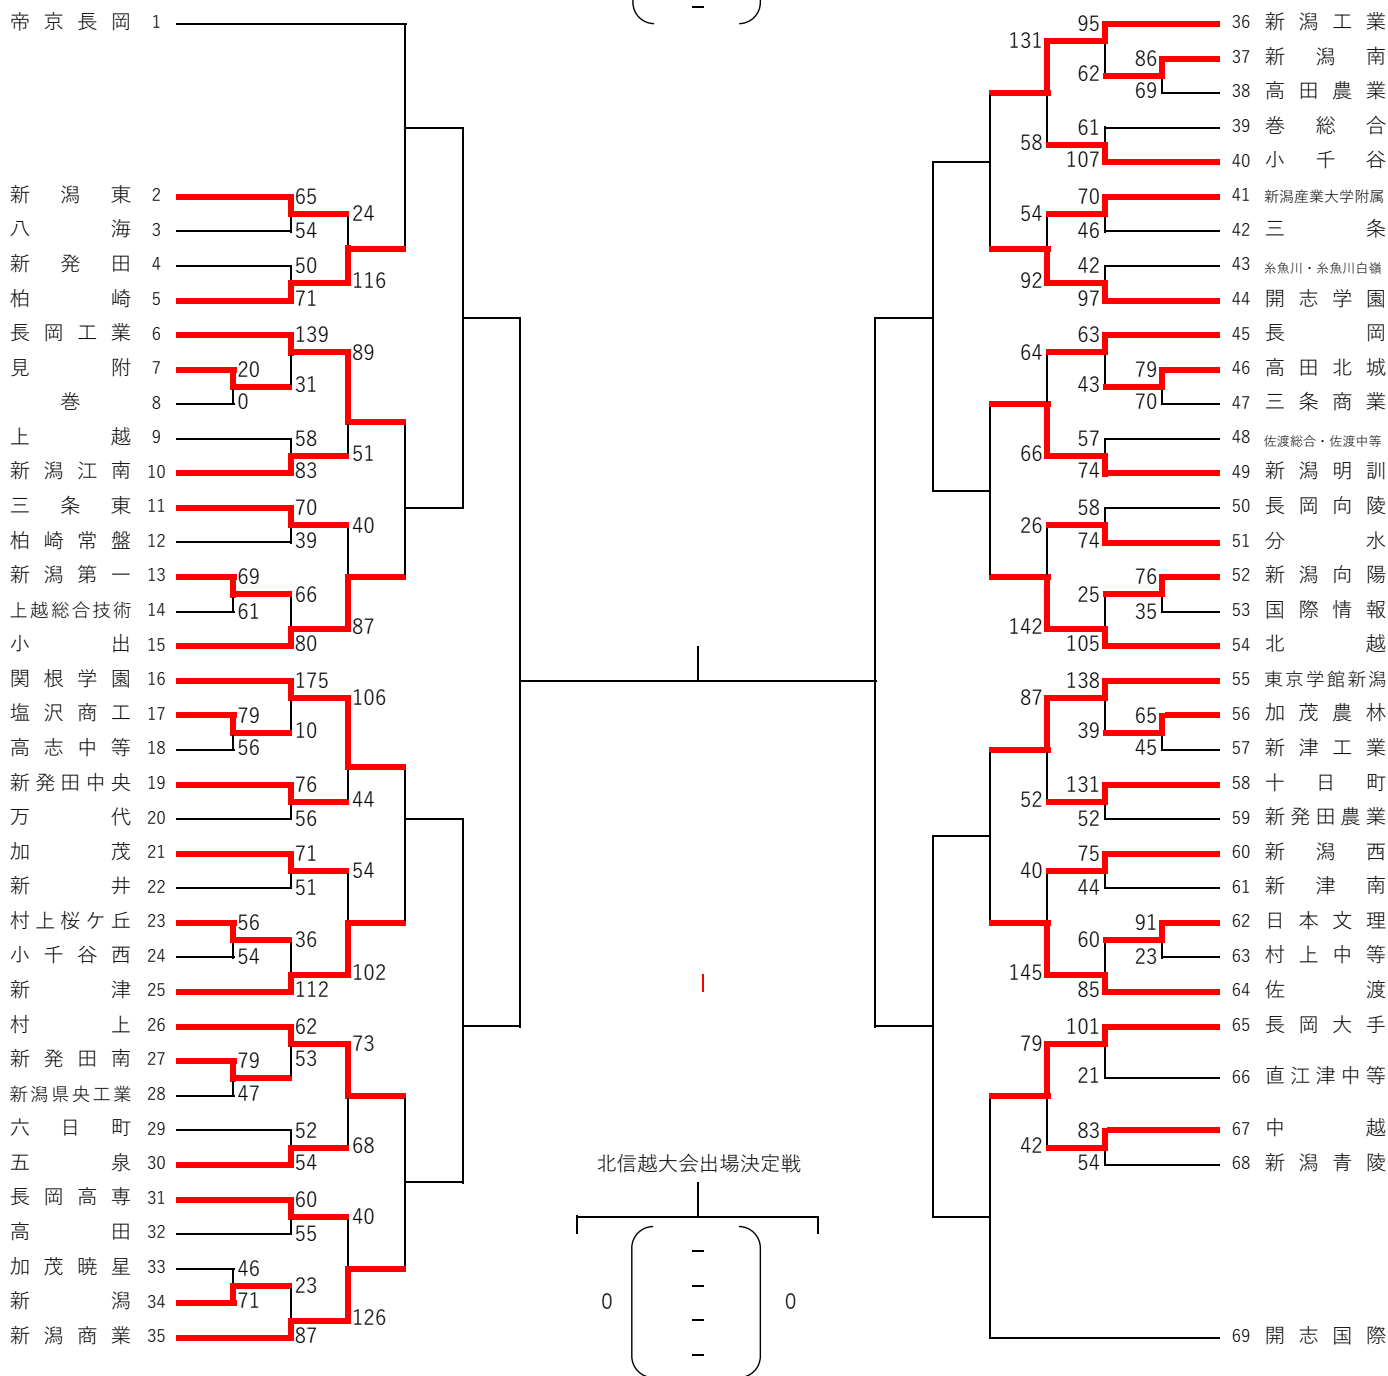 帝京長岡 1
新潟東 2 65
24
八海 3 54
新発田 4 50
116
柏崎 5 71
長岡工業 6 139
89
見附 7 20
31
巻 8 0
上越 9 58
51
新潟江南 10 83
三条東 11 70
40
柏崎常盤 12 39
新潟第一 13 69
66
上越総合技術 14 61
87
小出 15 80
関根学園 16 175
106
塩沢商工 17 79
10
高志中等 18 56
新発田中央 19 76
44
万代 20 56
加茂 21 71
54
新井 22 51
村上桜ケ丘 23 56
36
小千谷西 24 54
102
新津 25 112
村上 26 62
73
新発田南 27 79
53
新潟県央工業 28 47
六日町 29 52
68
五泉 30 54
長岡高専 31 60
40
高田 32 55
加茂暁星 33 46
23
新潟 34 71
126
新潟商業 35 87
–
北信越大会出場決定戦
–
–
0 0
–
–
95 36 新潟工業
131
86 37 新潟南
62
69 38 高田農業
61 39 巻総合
58
107 40 小千谷
70 41 新潟産業大学附属
54
46 42 三条
42 43 糸魚川・糸魚川白嶺
92
97 44 開志学園
63 45 長岡
64
79 46 高田北城
43
70 47 三条商業
57 48 佐渡総合・佐渡中等
66
74 49 新潟明訓
58 50 長岡向陵
26
74 51 分水
76 52 新潟向陽
25
35 53 国際情報
142
105 54 北越
138 55 東京学館新潟
87
65 56 加茂農林
39
45 57 新津工業
131 58 十日町
52
52 59 新発田農業
75 60 新潟西
40
44 61 新津南
91 62 日本文理
60
23 63 村上中等
145
85 64 佐渡
101 65 長岡大手
79
21 66 直江津中等
83 67 中越
42
54 68 新潟青陵
69 開志国際